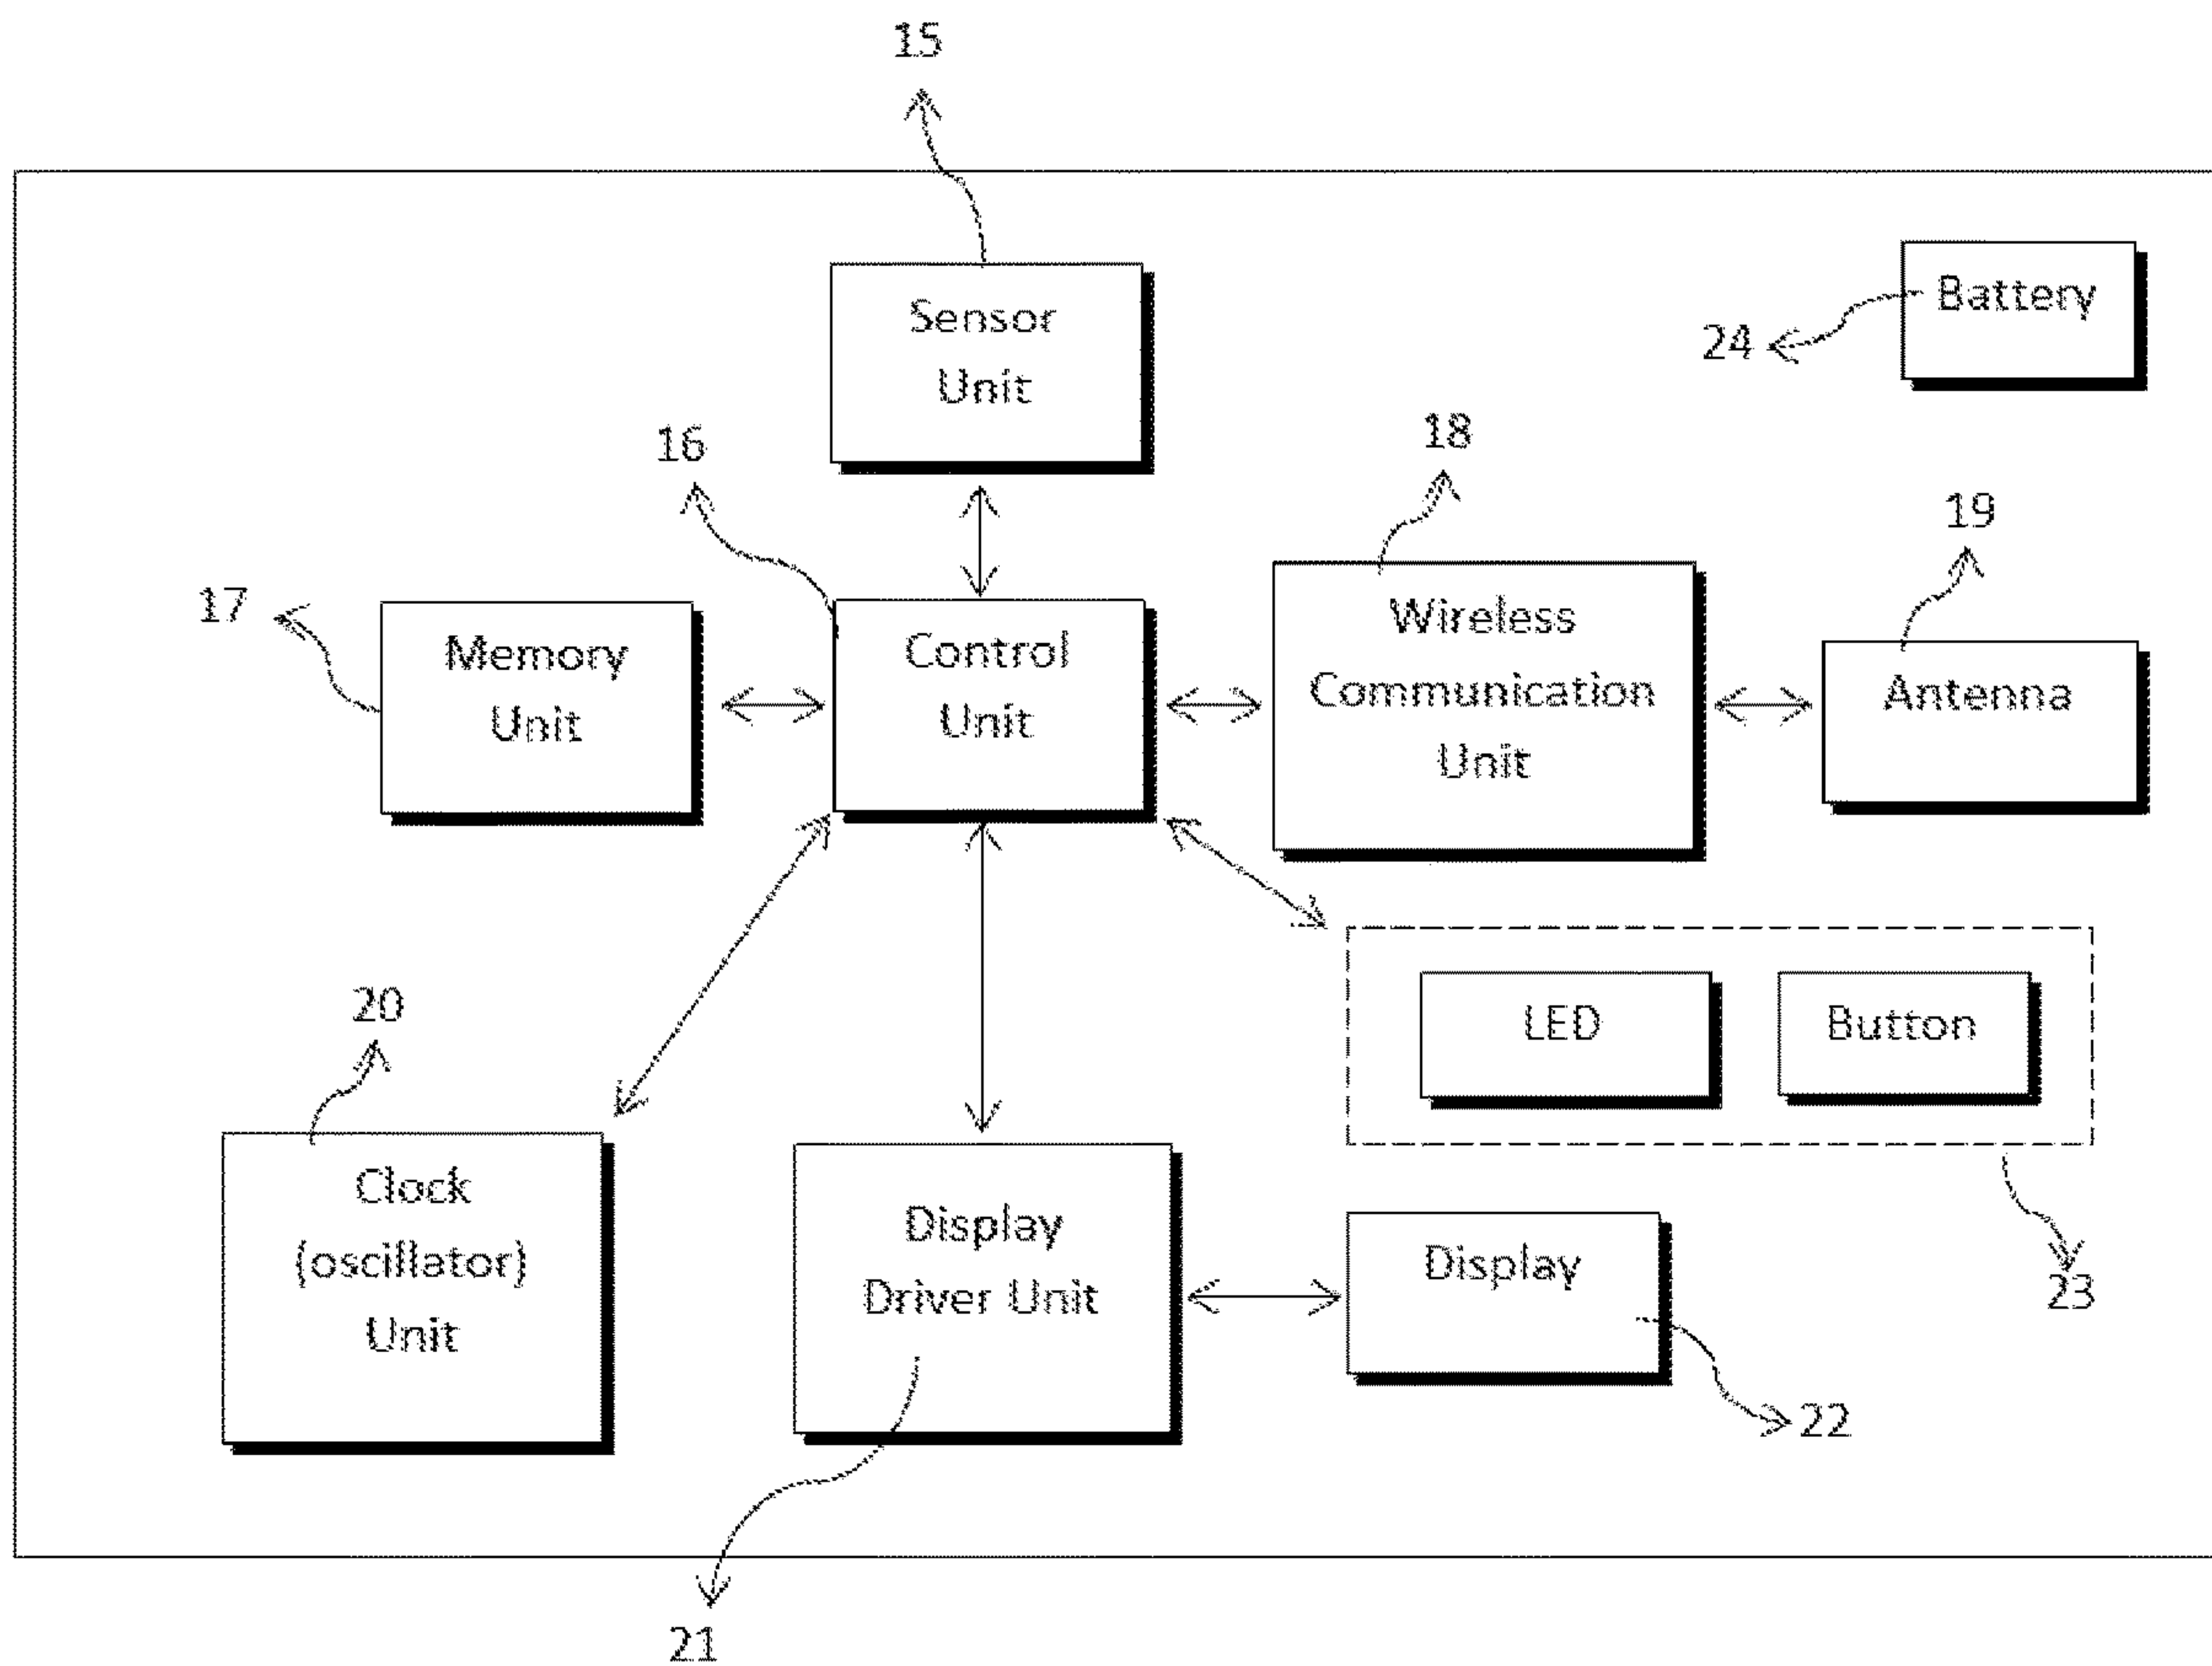 15
Sensor
Unit
Battery
24
16
18
19
17
Memory
Unit
Control
Unit
Wireless
Communication
Unit
Antenna
20
LED
Button
Clock
(oscillator)
Unit
Display
Driver Unit
Display
23
22
21